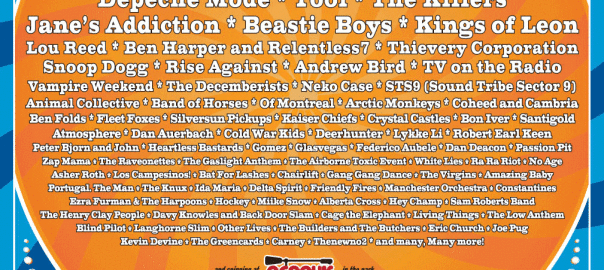 Depeche Mode * Tool * The Killers
Jane's Addiction * Beastie Boys * Kings of Leon
Lou Reed * Ben Harper and Relentless7 * Thievery Corporation
Snoop Dogg * Rise Against * Andrew Bird * TV on the Radio
Vampire Weekend * The Decemberists * Neko Case * STS9 (Sound Tribe Sector 9)
Animal Collective * Band of Horses * Of Montreal * Arctic Monkeys * Coheed and Cambria
Ben Folds * Fleet Foxes * Silversun Pickups * Kaiser Chiefs * Crystal Castles * Bon Iver * Santigold
Atmosphere * Dan Auerbach * Cold War Kids * Deerhunter * Lykke Li * Robert Earl Keen
Peter Bjorn and John * Heartless Bastards * Gomez * Glasvegas * Federico Aubele * Dan Deacon * Passion Pit
Zap Mama * The Raveonettes * The Gaslight Anthem * The Airborne Toxic Event * White Lies * Ra Ra Riot * No Age
Asher Roth * Los Campesinos! * Bat For Lashes * Chairlift * Gang Gang Dance * The Virgins * Amazing Baby
Portugal. The Man * The Knux * Ida Maria * Delta Spirit * Friendly Fires * Manchester Orchestra * Constantines
Ezra Furman & The Harpoons * Hockey * Miike Snow * Alberta Cross * Hey Champ * Sam Roberts Band
The Henry Clay People * Davy Knowles and Back Door Slam * Cage the Elephant * Living Things * The Low Anthem
Blind Pilot * Langhorne Slim * Other Lives * The Builders and The Butchers * Eric Church * Joe Pug
Kevin Devine * The Greencards * Carney * Thenewno2 * and many, Many more!
in the park